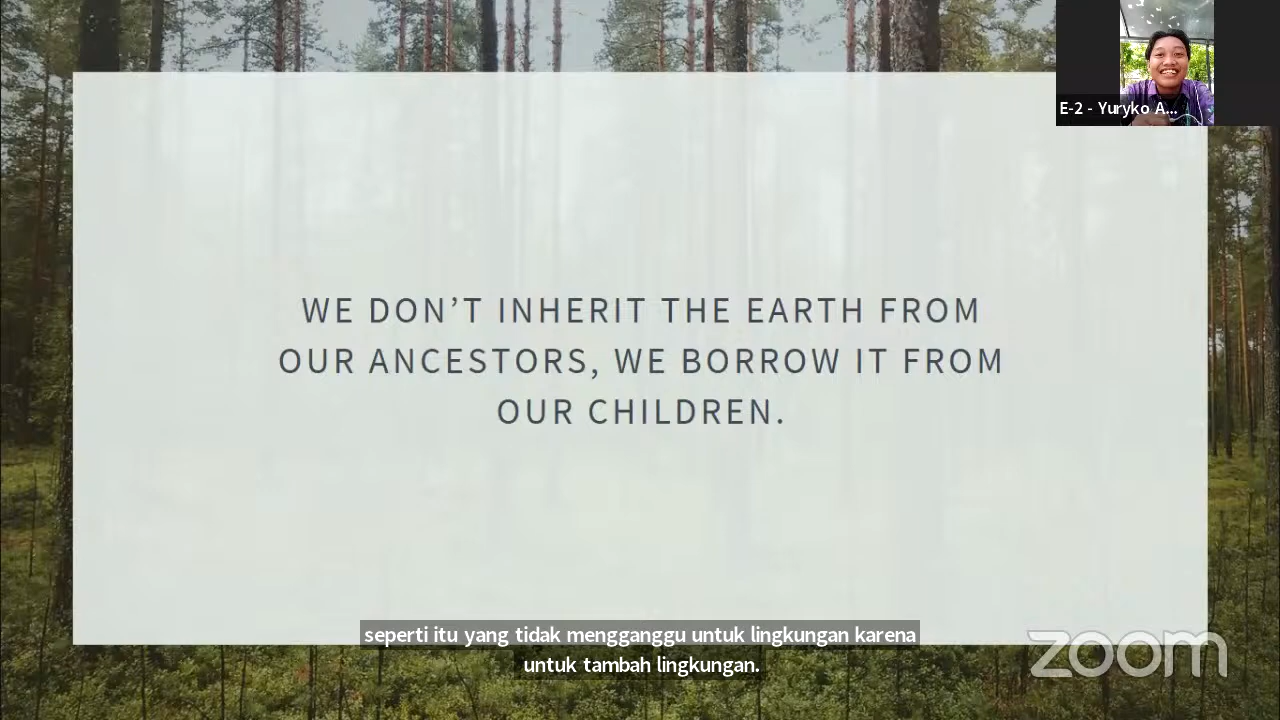 E-2 - Yuryko A...
WE DON’T INHERIT THE EARTH FROM
OUR ANCESTORS, WE BORROW IT FROM
OUR CHILDREN.
seperti itu yang tidak mengganggu untuk lingkungan karena
untuk tambah lingkungan.
zoom